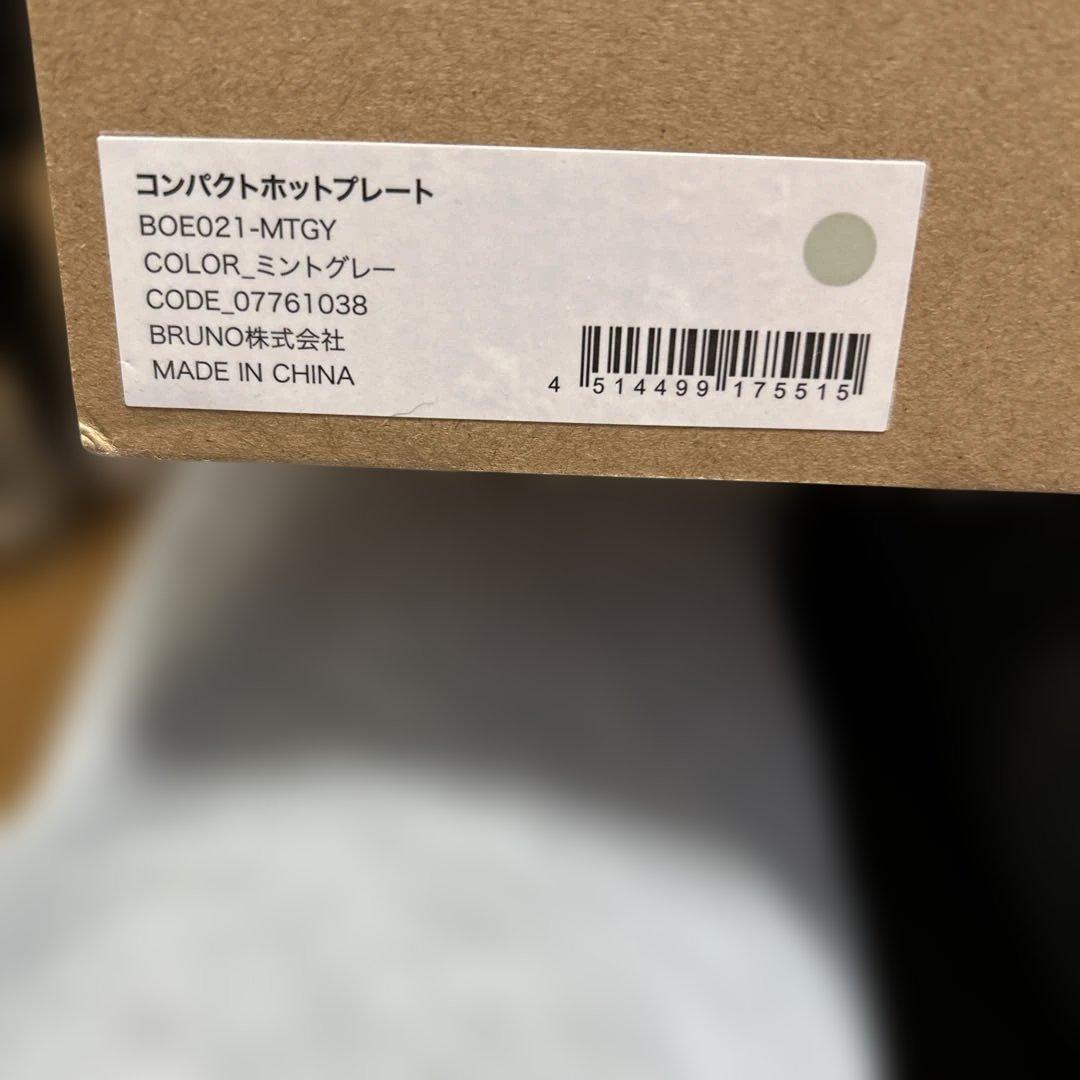 コンパクトホットプレート
BOE021-MTGY
COLOR_ミントグレー
CODE_07761038
BRUNO株式会社
MADE IN CHINA
4 514499 175515